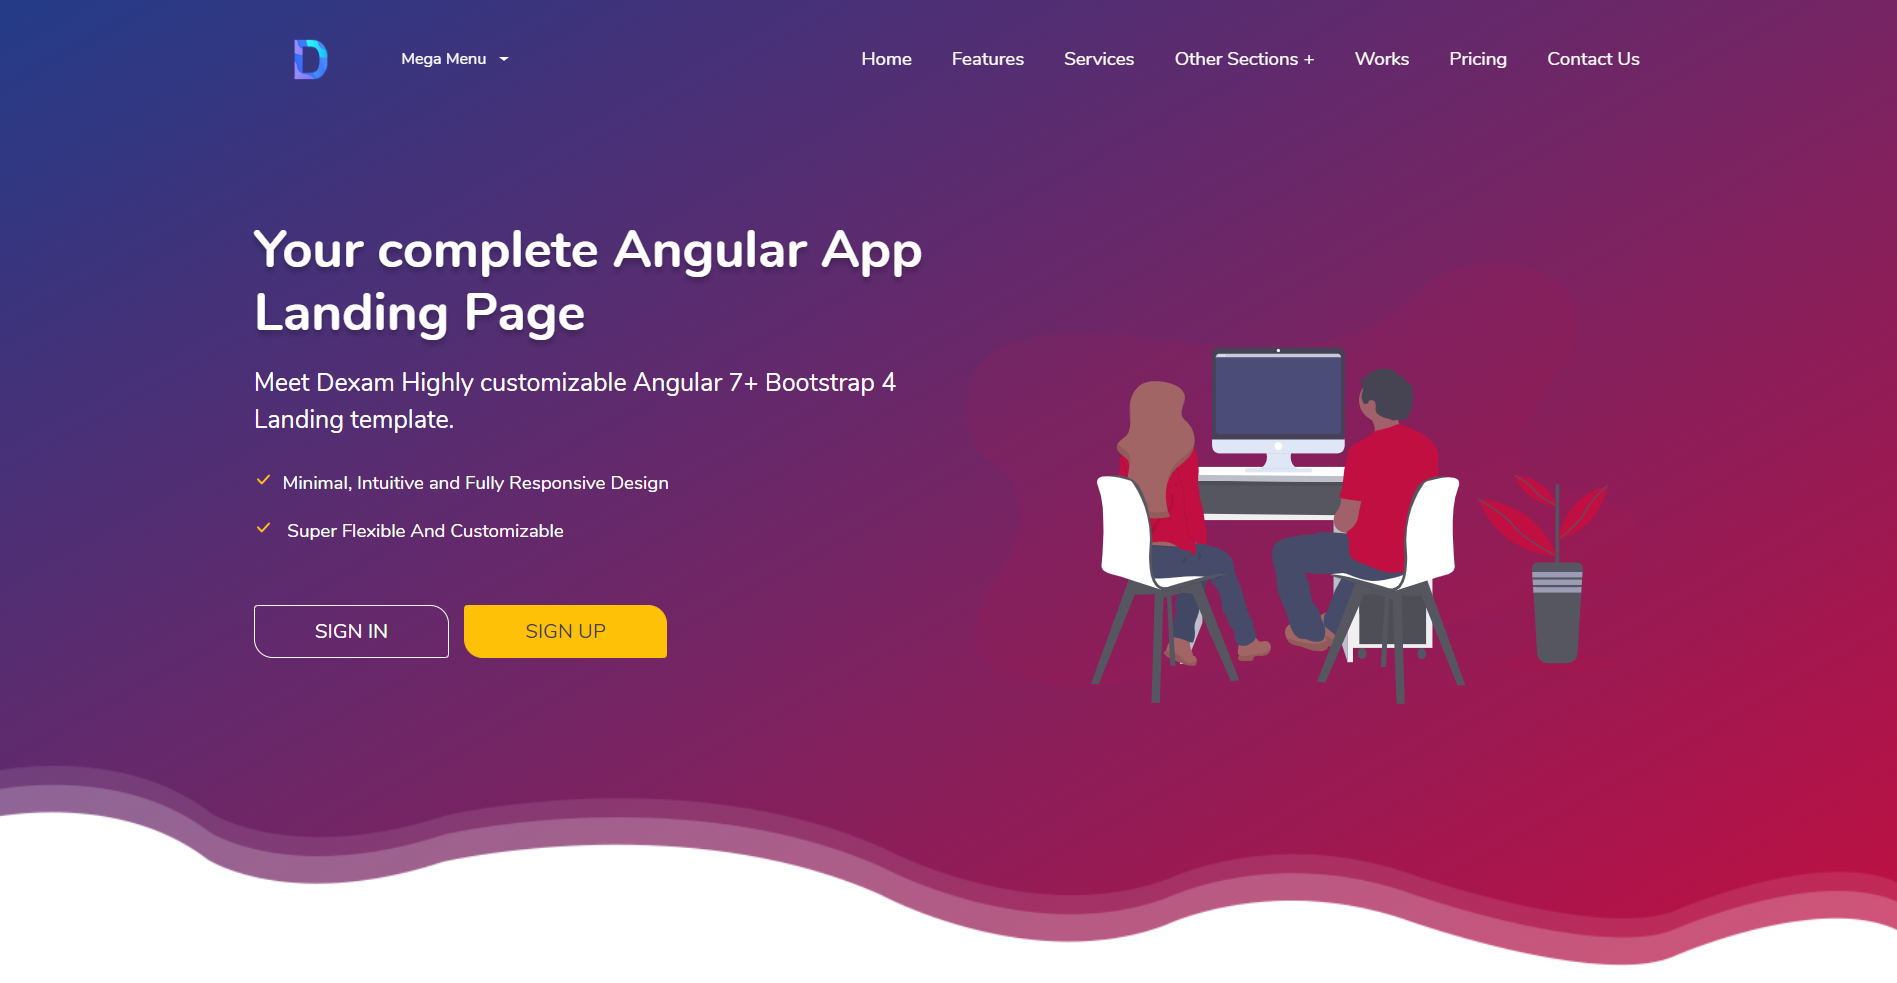 D
Mega Menu
Home Features Services Other Sections + Works Pricing Contact Us
Your complete Angular App
Landing Page
Meet Dexam Highly customizable Angular 7+ Bootstrap 4
Landing template.
Minimal, Intuitive and Fully Responsive Design
Super Flexible And Customizable
SIGN IN SIGN UP